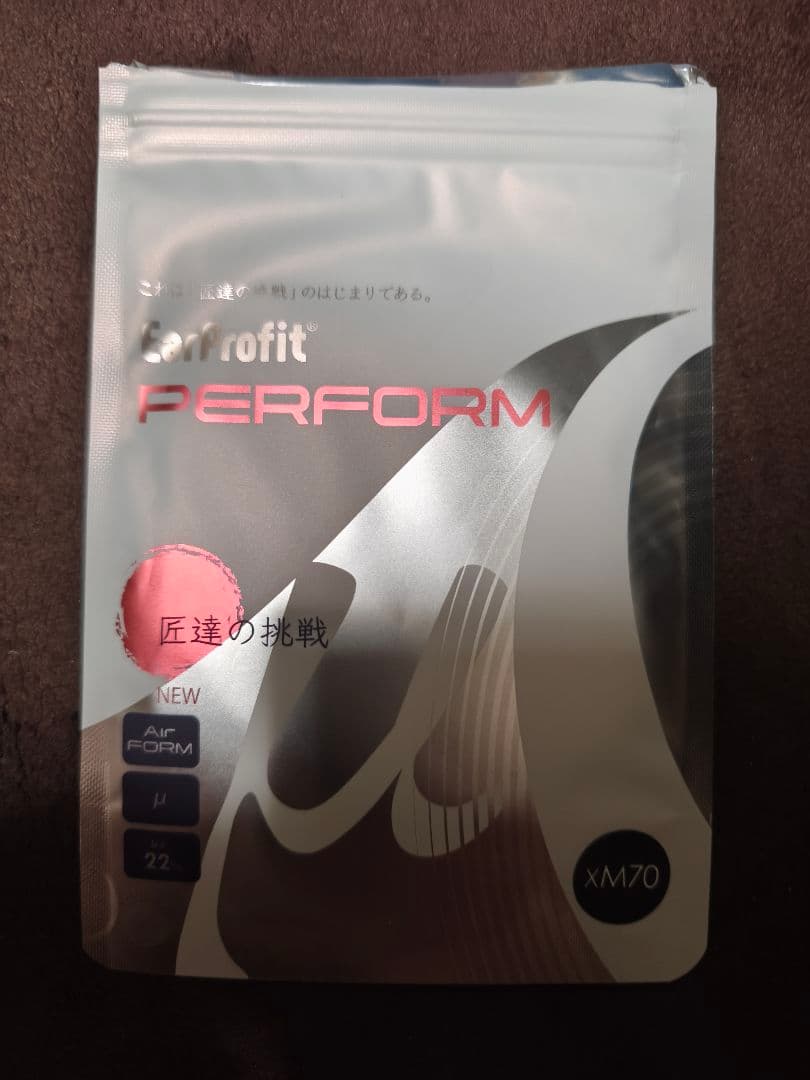 これは「匠達の挑戦」のはじまりである。
EarProfit®
PERFORM
匠達の挑戦
NEW
Air
FORM
μ
22
xM70